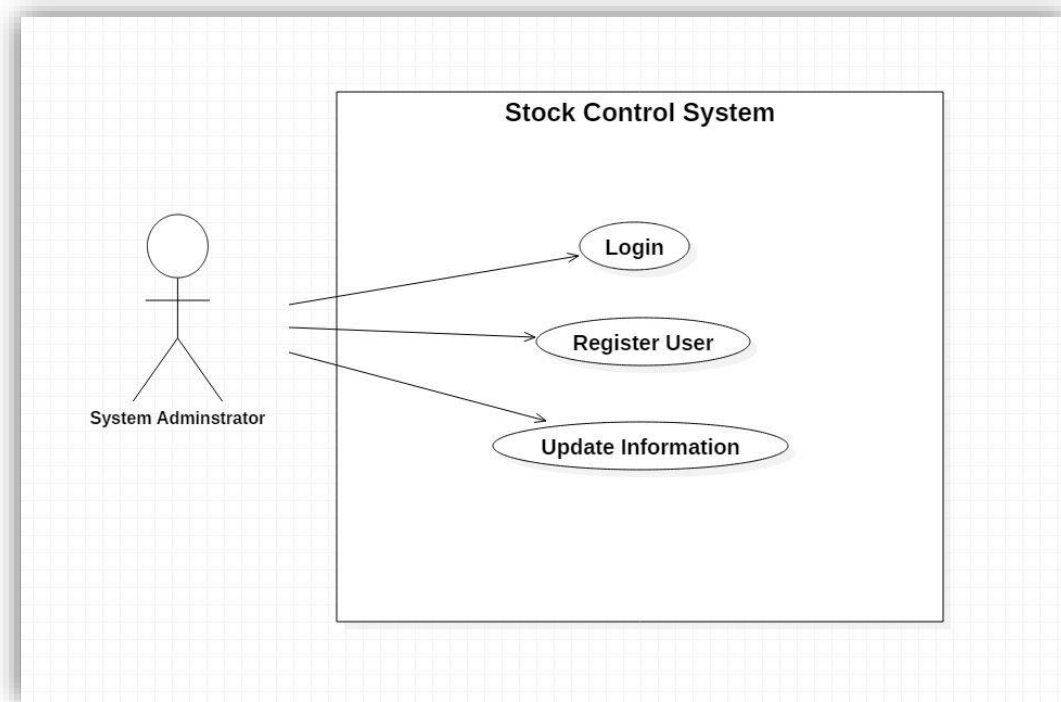 Stock Control System
Login
Register User
Update Information
System Adminstrator